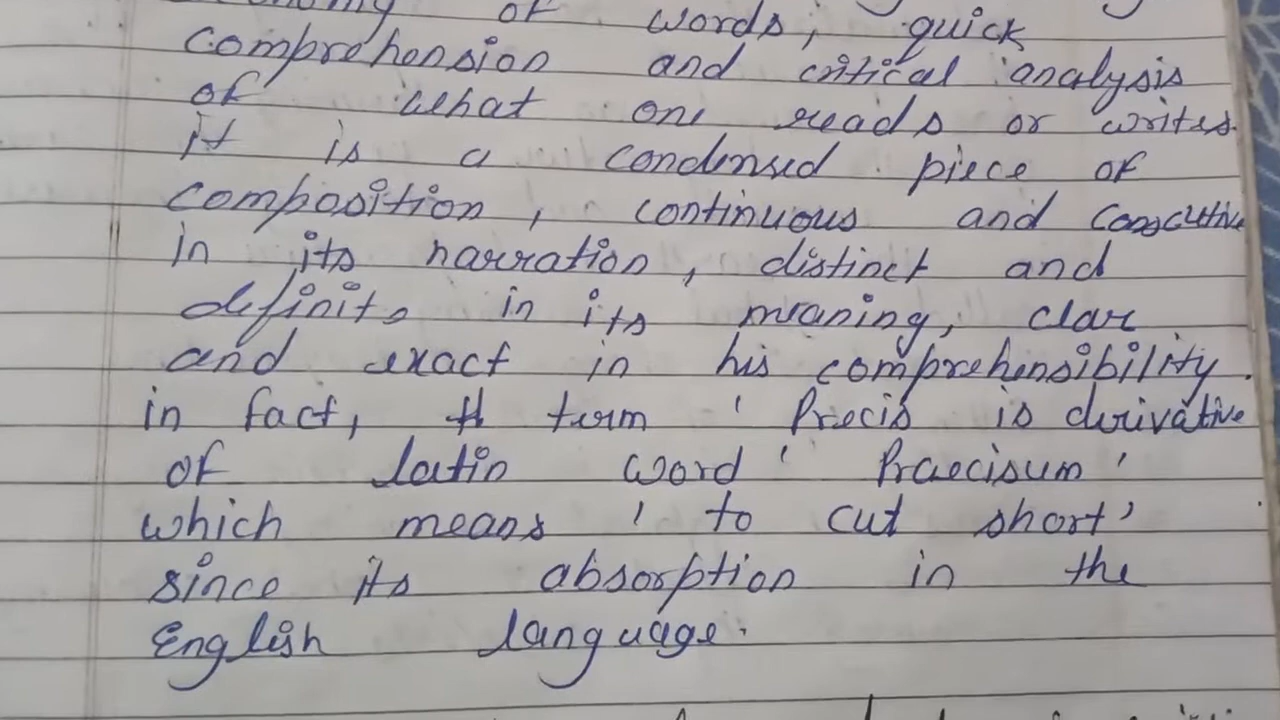 of words, quick
comprehension and critical analysis
of what one reads or writes.
it is a condensed piece of
composition, continuous and consecutive
in its narration, distinct and
definite in its meaning, clear
and exact in his comprehensibility.
in fact, the term 'Precis is derivative
of latin word 'Praecisum'
which means 'to cut short'
since its absorption in the
English language.